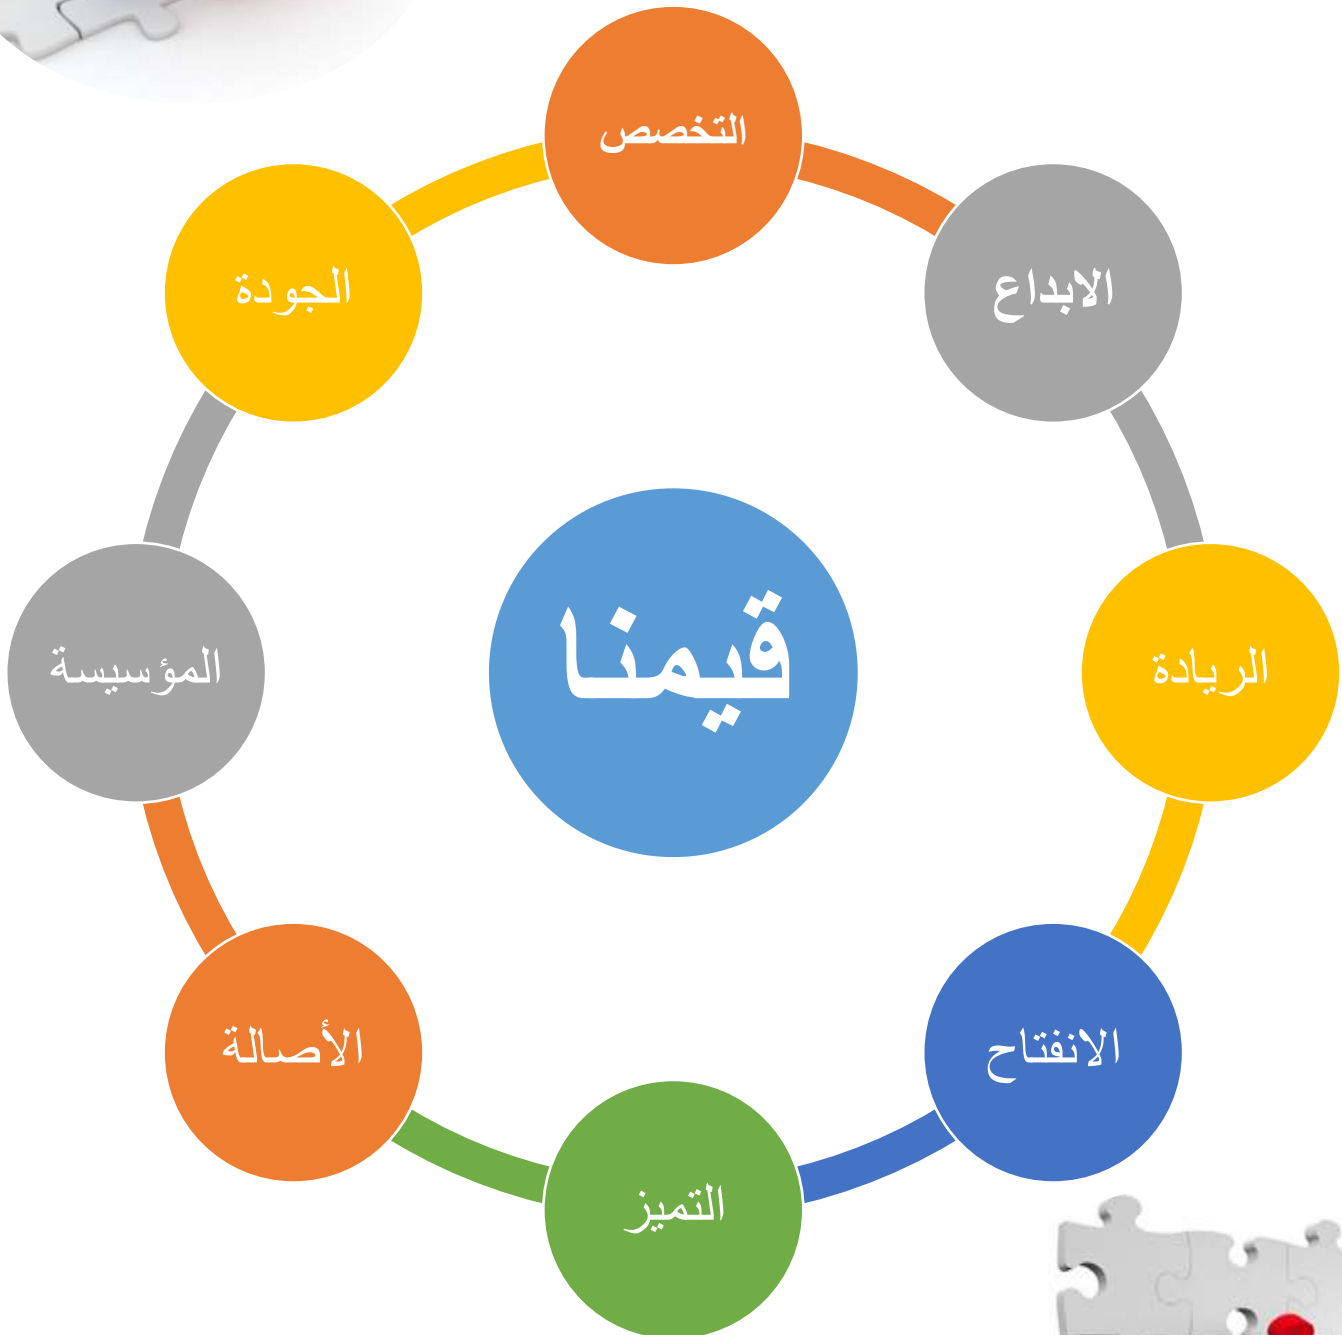 قيمنا
التخصص
الابداع
الريادة
الانفتاح
التميز
الأصالة
المؤسيسة
الجودة